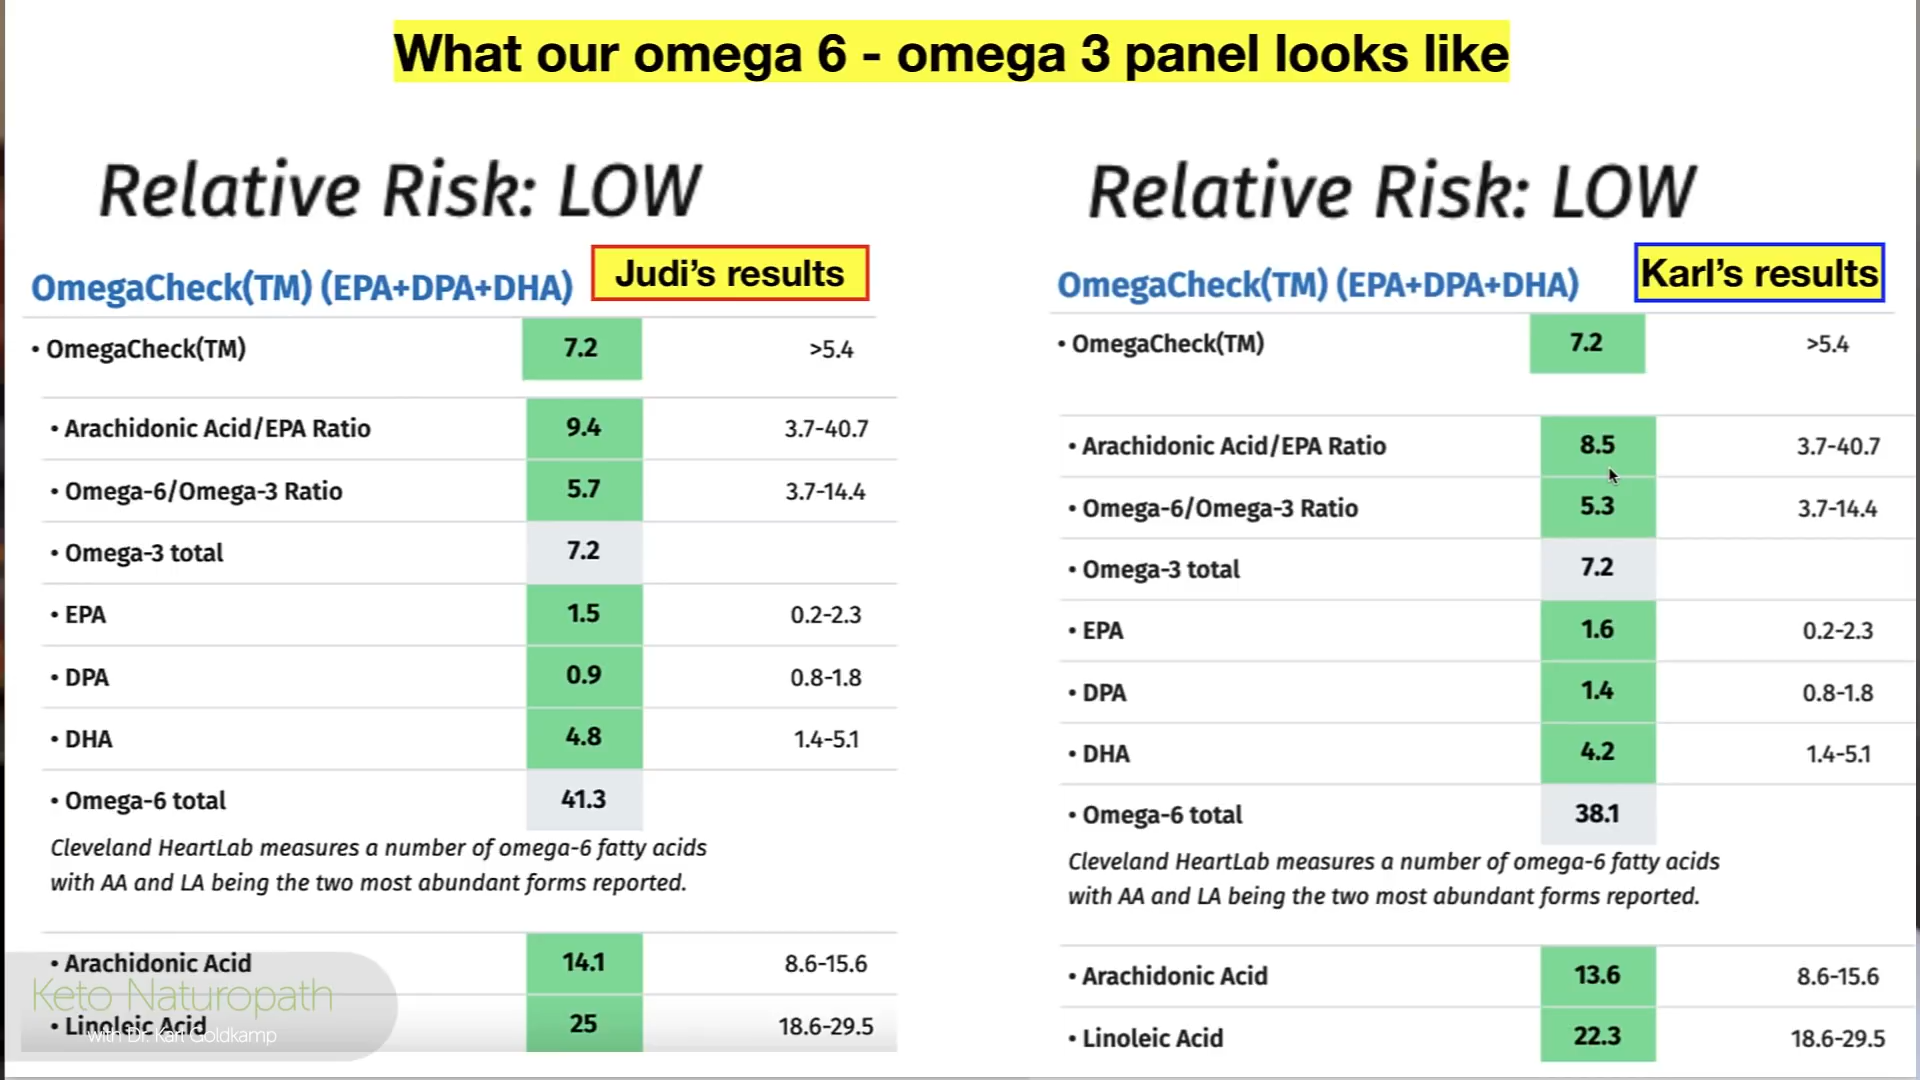 What our omega 6 - omega 3 panel looks like
Relative Risk: LOW
OmegaCheck(TM) (EPA+DPA+DHA)
Judi's results
• OmegaCheck(TM) 7.2 >5.4
• Arachidonic Acid/EPA Ratio 9.4 3.7-40.7
• Omega-6/Omega-3 Ratio 5.7 3.7-14.4
• Omega-3 total 7.2
• EPA 1.5 0.2-2.3
• DPA 0.9 0.8-1.8
• DHA 4.8 1.4-5.1
• Omega-6 total 41.3
Cleveland HeartLab measures a number of omega-6 fatty acids
with AA and LA being the two most abundant forms reported.
• Arachidonic Acid 14.1 8.6-15.6
• Linoleic Acid 25 18.6-29.5
Keto Naturopath
with Dr. Karl Goldkamp
Relative Risk: LOW
OmegaCheck(TM) (EPA+DPA+DHA)
Karl's results
• OmegaCheck(TM) 7.2 >5.4
• Arachidonic Acid/EPA Ratio 8.5 3.7-40.7
• Omega-6/Omega-3 Ratio 5.3 3.7-14.4
• Omega-3 total 7.2
• EPA 1.6 0.2-2.3
• DPA 1.4 0.8-1.8
• DHA 4.2 1.4-5.1
• Omega-6 total 38.1
Cleveland HeartLab measures a number of omega-6 fatty acids
with AA and LA being the two most abundant forms reported.
• Arachidonic Acid 13.6 8.6-15.6
• Linoleic Acid 22.3 18.6-29.5